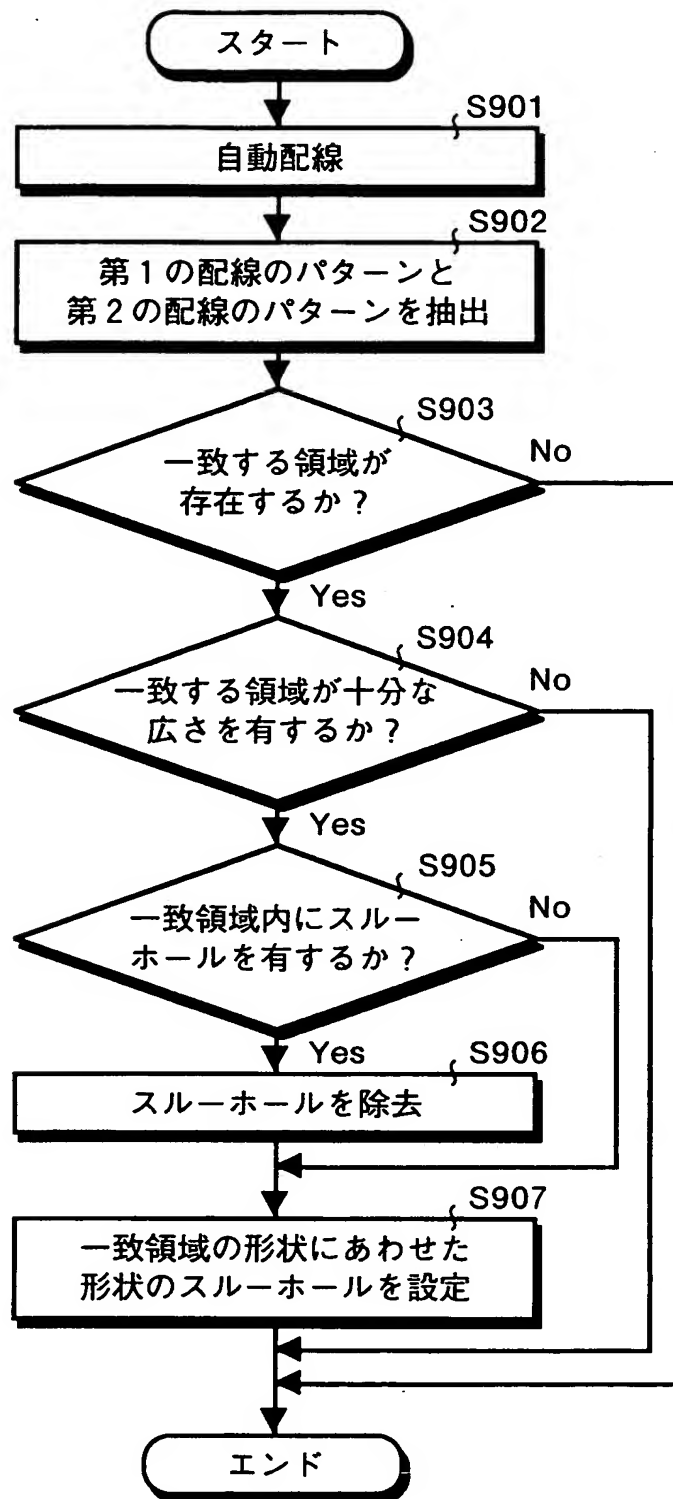 スタート
S901
自動配線
S902
第1の配線のパターンと
第2の配線のパターンを抽出
S903
一致する領域が
存在するか?
No
Yes
S904
一致する領域が十分な
広さを有するか?
No
Yes
S905
一致領域内にスルー
ホールを有するか?
No
Yes
S906
スルーホールを除去
S907
一致領域の形状にあわせた
形状のスルーホールを設定
エンド